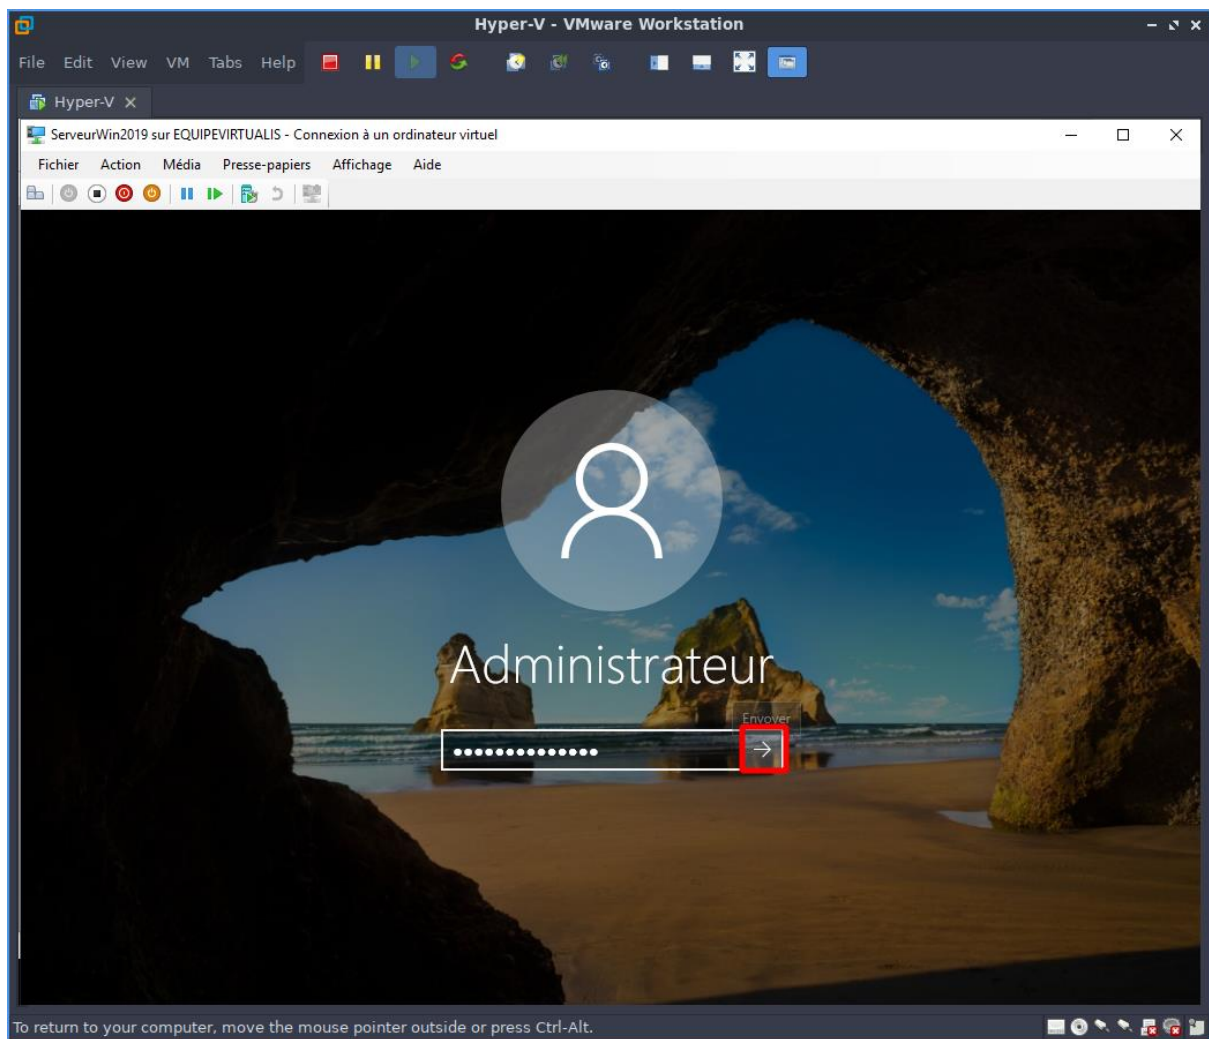 Hyper-V - VMware Workstation
File Edit View VM Tabs Help
Hyper-V
ServeurWin2019 sur EQUIPEVIRTUALIS - Connexion à un ordinateur virtuel
Fichier Action Média Presse-papiers Affichage Aide
Administrateur
Envoyer
To return to your computer, move the mouse pointer outside or press Ctrl-Alt.